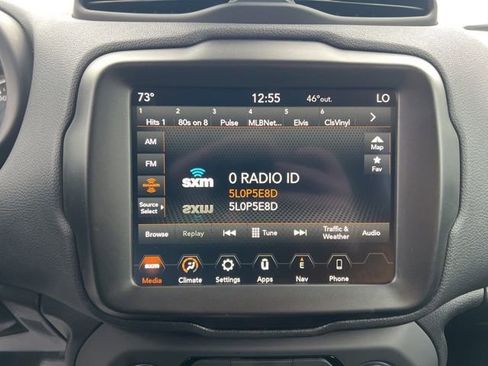 73° 12:55 46°out. LO
1 2 3 4 5 6
Hits 1 80s on 8 Pulse MLBNet... Elvis ClsVinyl
AM
Map
FM
Fav
sxm 0 RADIO ID
5L0P5E8D
Source Select
sxm 5L0P5E8D
Browse Replay Tune Traffic & Weather Audio
sxm E
Media Climate Settings Apps Nav Phone